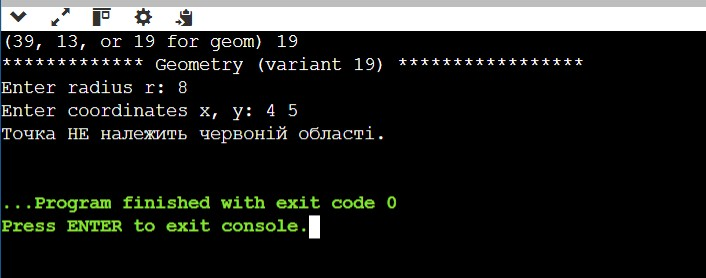 (39, 13, or 19 for geom) 19
************* Geometry (variant 19) *****************
Enter radius r: 8
Enter coordinates x, y: 4 5
Точка НЕ належить червоній області.
...Program finished with exit code 0
Press ENTER to exit console.